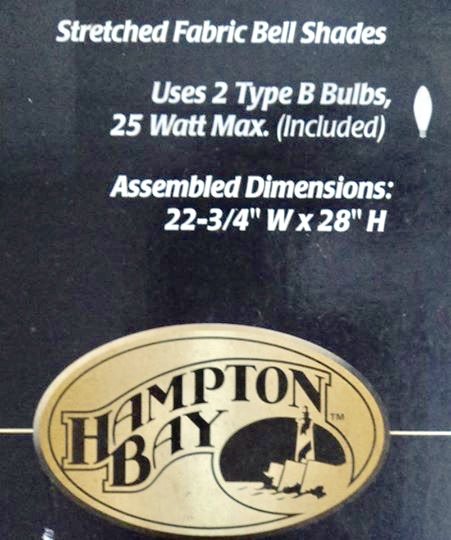 Stretched Fabric Bell Shades
Uses 2 Type B Bulbs,
25 Watt Max. (Included)
Assembled Dimensions:
22-3/4" W x 28" H
HAMPTON
BAY
TM